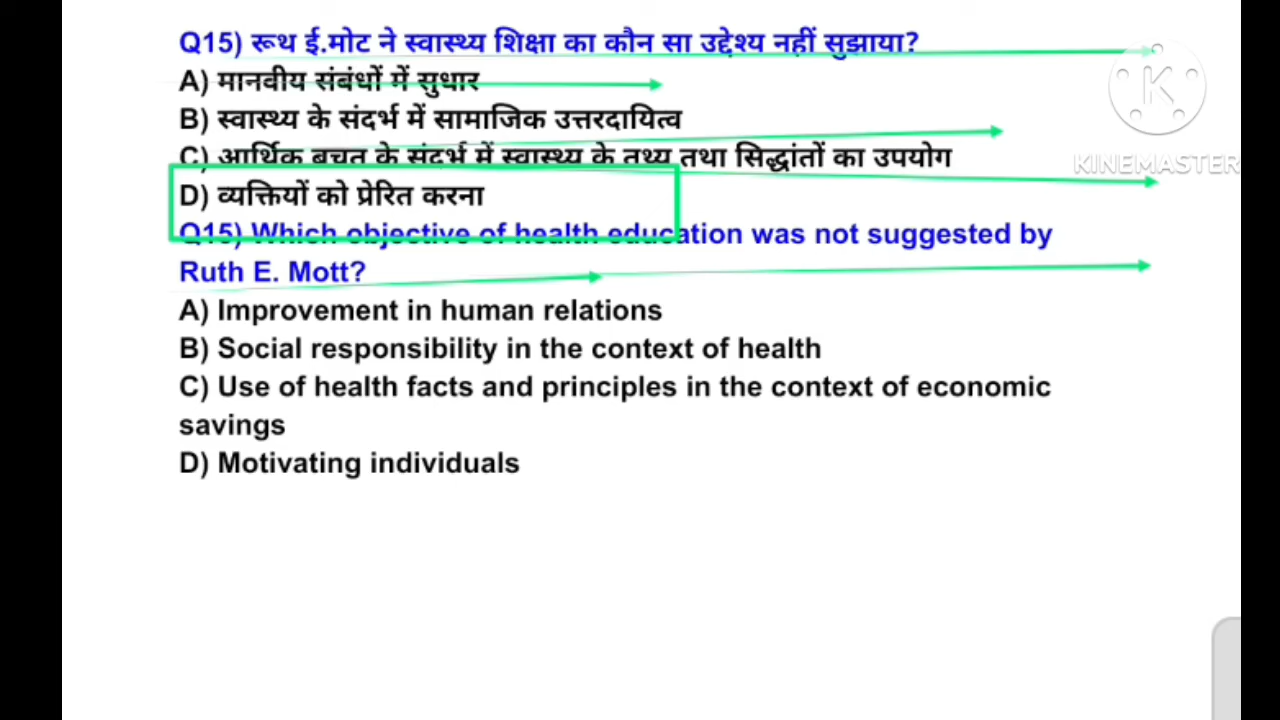 Q15) रूथ ई.मोट ने स्वास्थ्य शिक्षा का कौन सा उद्देश्य नहीं सुझाया?
A) मानवीय संबंधों में सुधार
B) स्वास्थ्य के संदर्भ में सामाजिक उत्तरदायित्व
C) आर्थिक बचत के संदर्भ में स्वास्थ्य के तथ्य तथा सिद्धांतों का उपयोग
D) व्यक्तियों को प्रेरित करना
Q15) Which objective of health education was not suggested by
Ruth E. Mott?
A) Improvement in human relations
B) Social responsibility in the context of health
C) Use of health facts and principles in the context of economic
savings
D) Motivating individuals
K
KINEMASTER